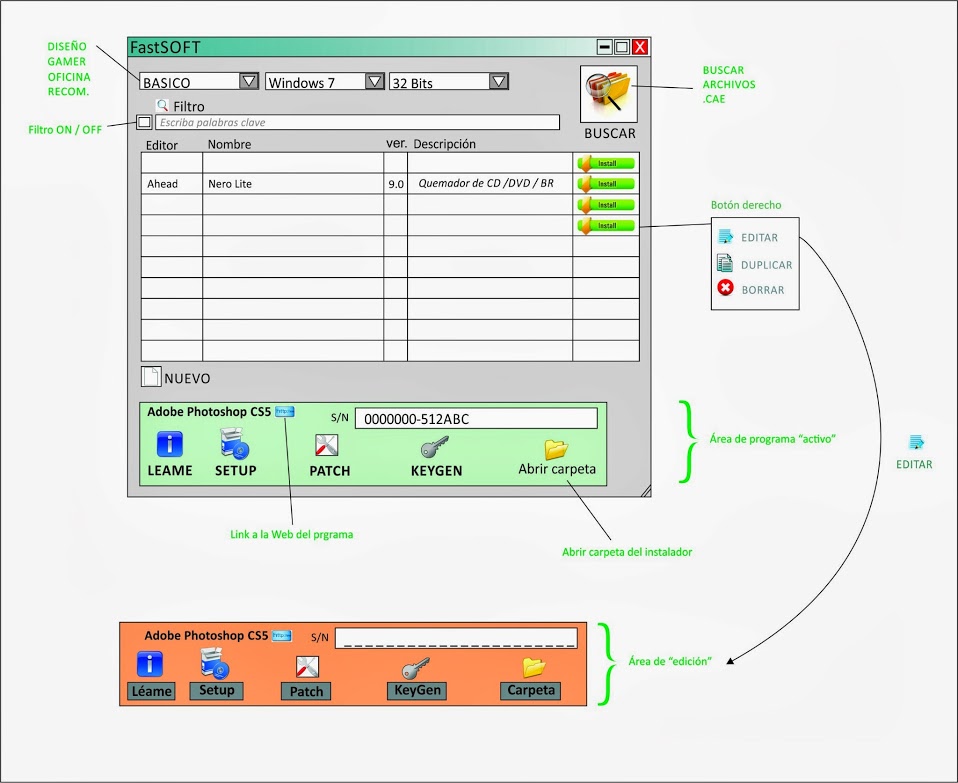 DISEÑO
GAMER
OFICINA
RECOM.
FastSOFT
X
BASICO
Windows 7
32 Bits
BUSCAR
ARCHIVOS
.CAE
Filtro
Filtro ON / OFF
Escriba palabras clave
BUSCAR
Editor Nombre ver. Descripción
Install
Ahead Nero Lite 9.0 Quemador de CD /DVD / BR Install
Install
Install
Botón derecho
EDITAR
DUPLICAR
BORRAR
NUEVO
Adobe Photoshop CS5 S/N 0000000-512ABC
LEAME SETUP PATCH KEYGEN Abrir carpeta
Área de programa “activo”
EDITAR
Link a la Web del prgrama
Abrir carpeta del instalador
Adobe Photoshop CS5 S/N _ _ _ _ _ _ _ _ _ _ _ _ _ _ _ _
Léame Setup Patch KeyGen Carpeta
Área de “edición”